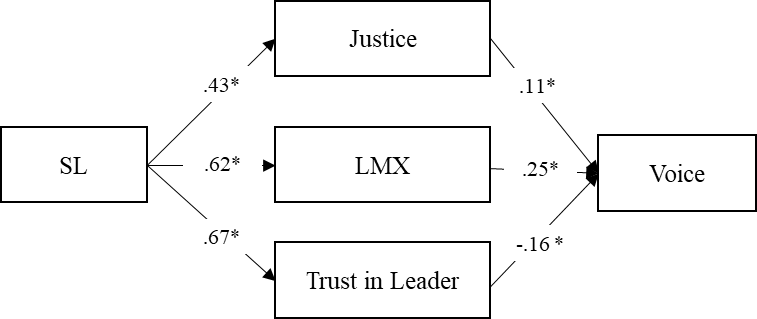 Justice
.43*
.11*
SL
.62*
LMX
.25*
Voice
.67*
-.16 *
Trust in Leader